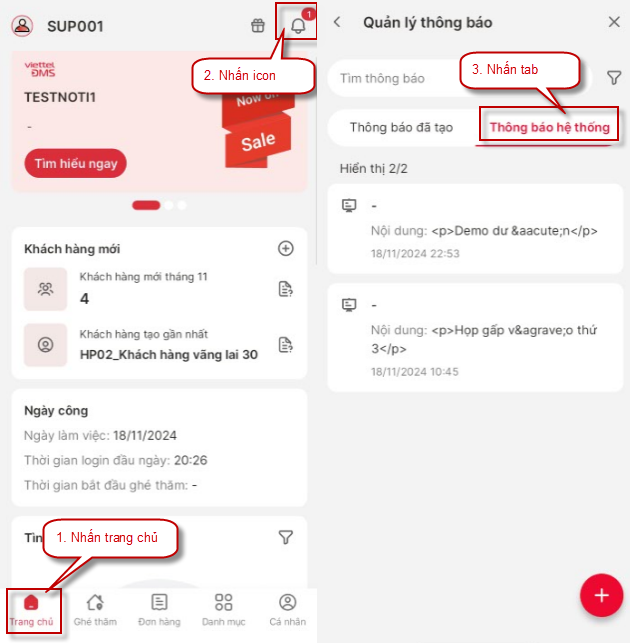 SUP001
1
2. Nhấn icon
viettel
ĐMS
TESTNOTI1
-
Tìm hiểu ngay
Now on
Sale
Khách hàng mới
Khách hàng mới tháng 11
4
Khách hàng tạo gần nhất
HP02_Khách hàng vãng lai 30
Ngày công
Ngày làm việc: 18/11/2024
Thời gian login đầu ngày: 20:26
Thời gian bắt đầu ghé thăm: -
1. Nhấn trang chủ
Trang chủ
Ghé thăm
Đơn hàng
Danh mục
Cá nhân
Quản lý thông báo
Tìm thông báo
3. Nhấn tab
Thông báo đã tạo
Thông báo hệ thống
Hiển thị 2/2
-
Nội dung: <p>Demo dư &aacute;n</p>
18/11/2024 22:53
-
Nội dung: <p>Họp gấp v&agrave;o thứ
3</p>
18/11/2024 10:45